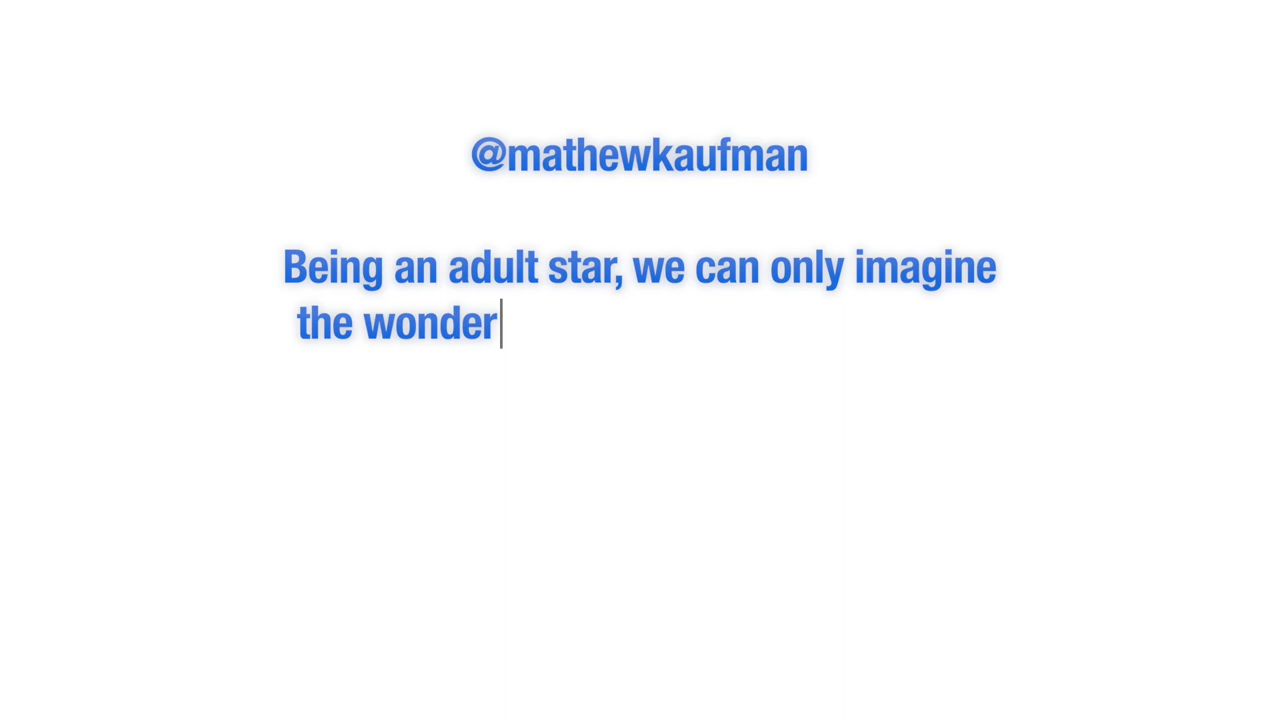 @mathewkaufman
Being an adult star, we can only imagine
the wonder